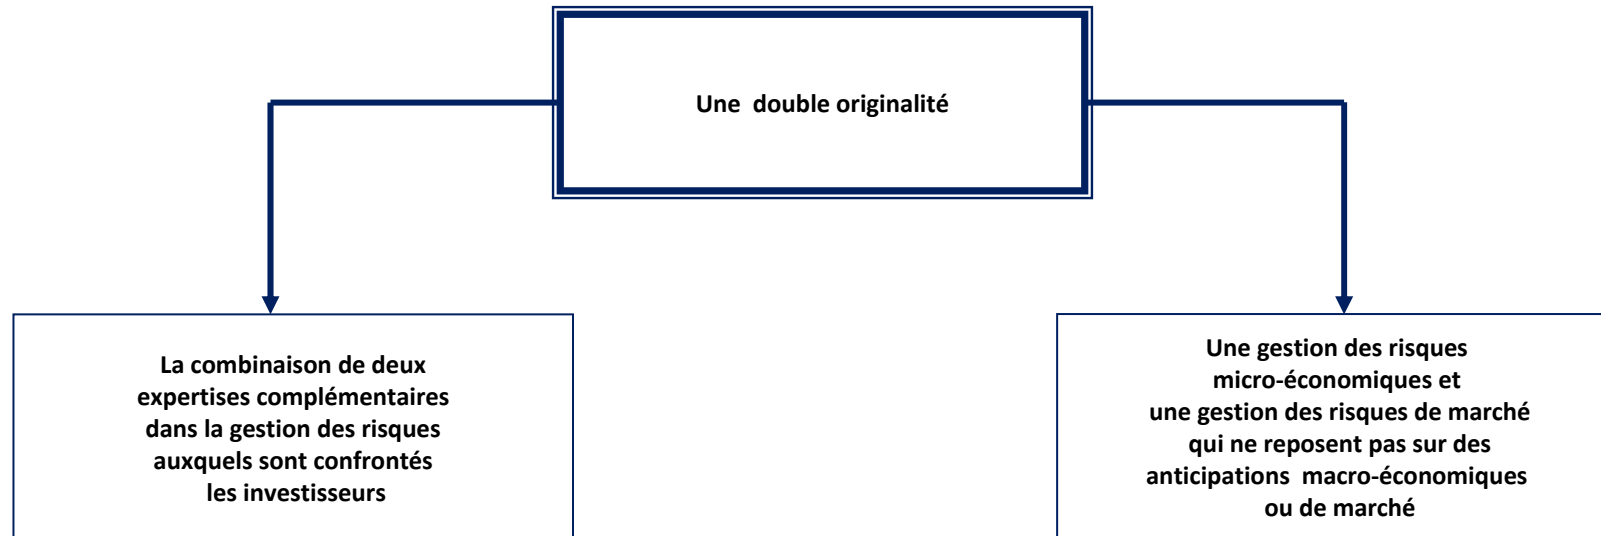 Une double originalité
La combinaison de deux
expertises complémentaires
dans la gestion des risques
auxquels sont confrontés
les investisseurs
Une gestion des risques
micro-économiques et
une gestion des risques de marché
qui ne reposent pas sur des
anticipations macro-économiques
ou de marché